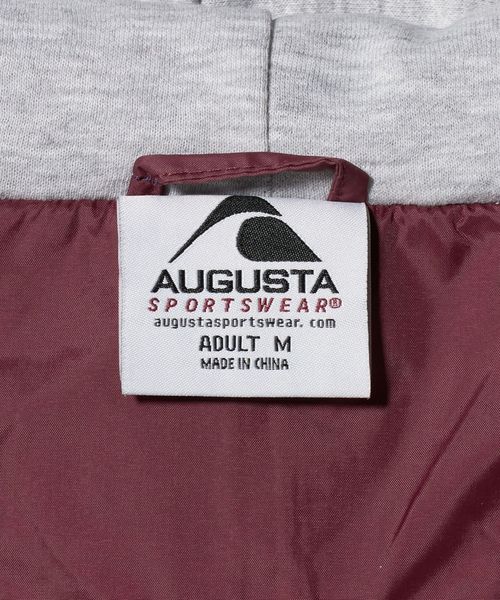 AUGUSTA
SPORTSWEAR®
augustasportswear.com
ADULT M
MADE IN CHINA